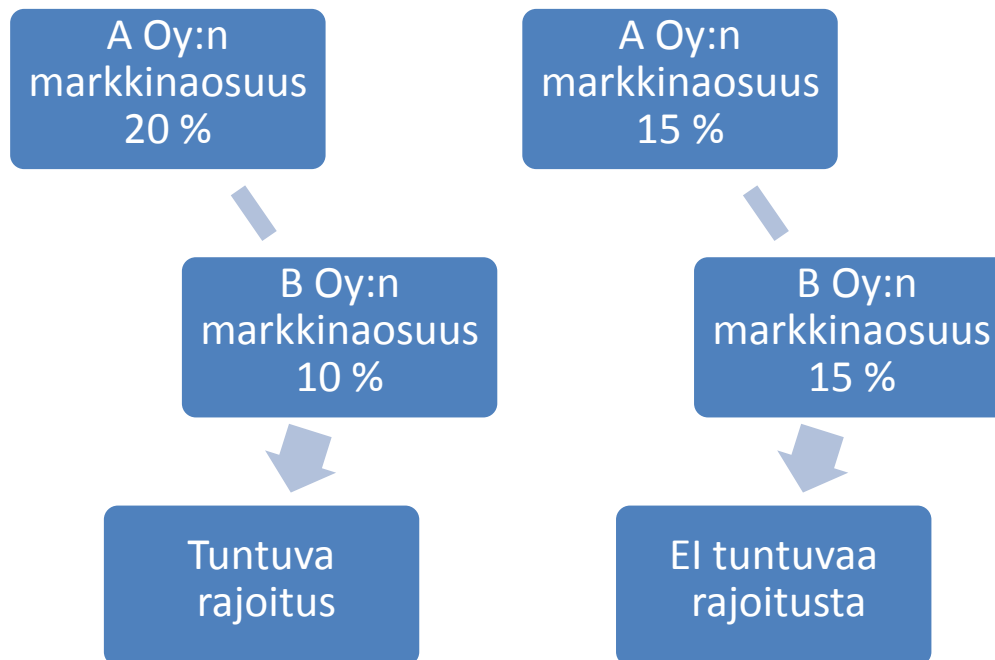 A Oy:n
markkinaosuus
20 %
B Oy:n
markkinaosuus
10 %
Tuntuva
rajoitus
A Oy:n
markkinaosuus
15 %
B Oy:n
markkinaosuus
15 %
EI tuntuvaa
rajoitusta